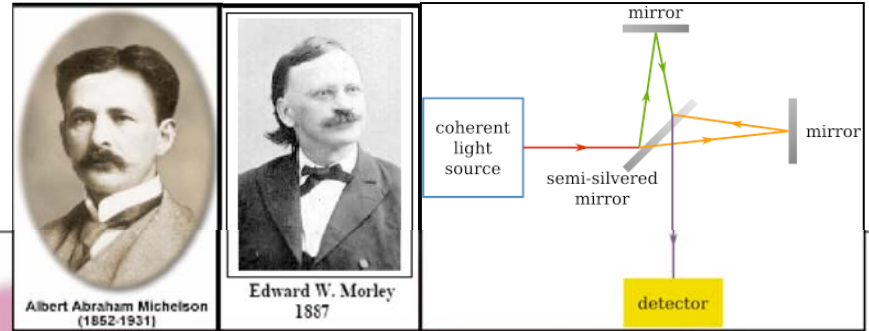 Albert Abraham Michelson
(1852-1931)
Edward W. Morley
1887
mirror
coherent
light
source
mirror
semi-silvered
mirror
detector